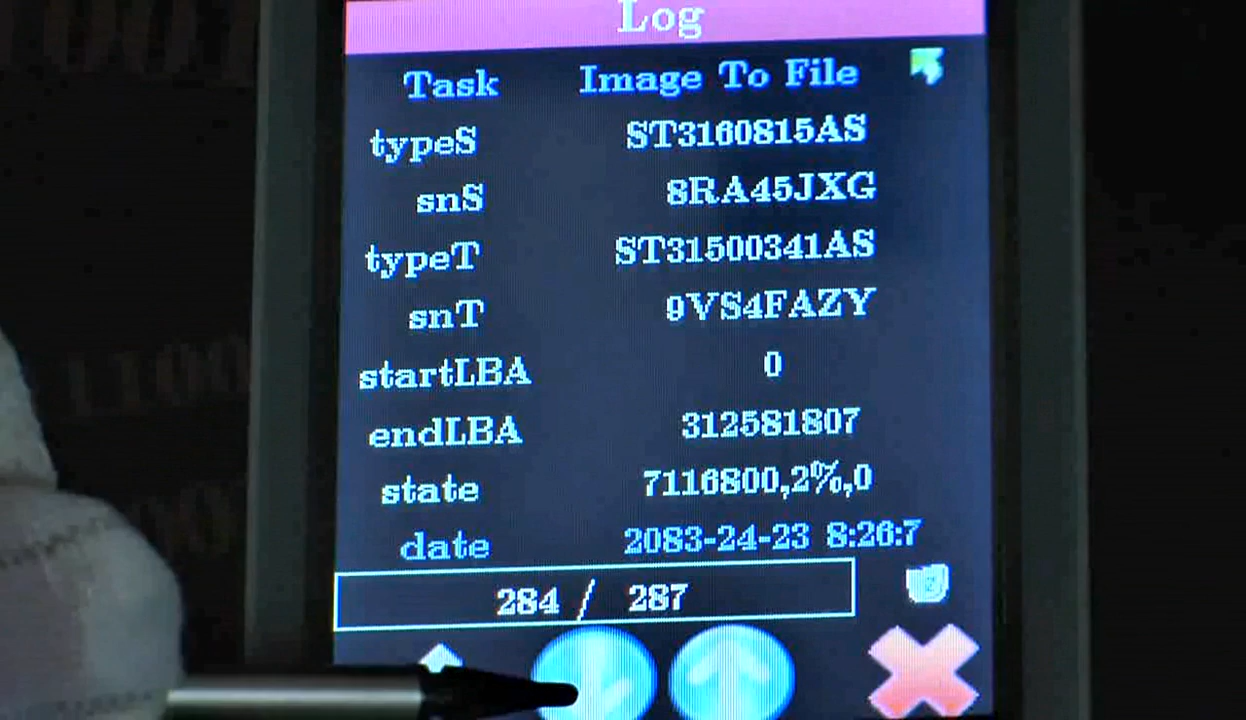 Log
Task Image To File
typeS ST3160815AS
snS 8RA45JXG
typeT ST31500341AS
snT 9VS4FAZY
startLBA 0
endLBA 312581807
state 7116800,2%,0
date 2083-24-23 8:26:7
284 / 287